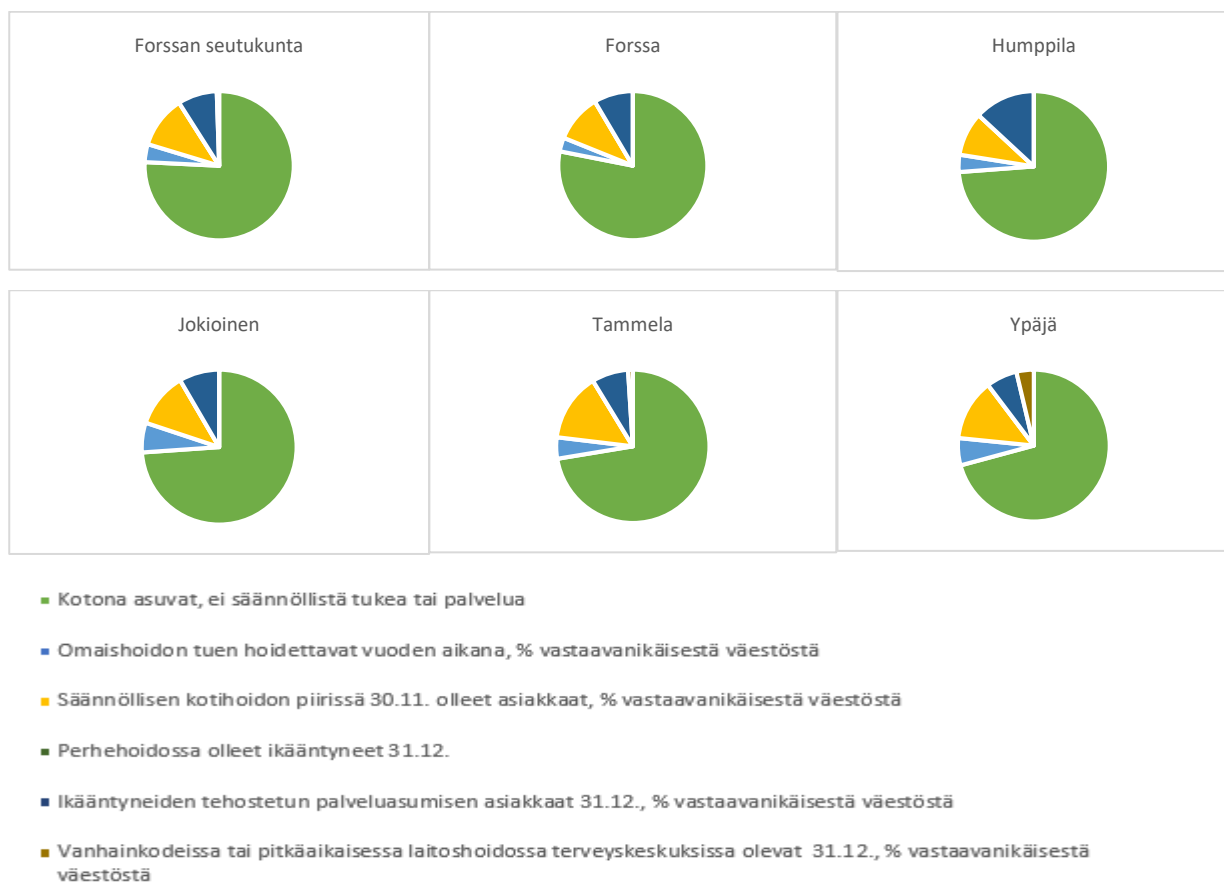 Forssan seutukunta
Forssa
Humppila
Jokioinen
Tammela
Ypäjä
Kotona asuvat, ei säännöllistä tukea tai palvelua
Omaishoidon tuen hoidettavat vuoden aikana, % vastaavanikäisestä väestöstä
Säännöllisen kotihoidon piirissä 30.11. olleet asiakkaat, % vastaavanikäisestä väestöstä
Perhehoidossa olleet ikääntyneet 31.12.
Ikääntyneiden tehostetun palveluasumisen asiakkaat 31.12., % vastaavanikäisestä väestöstä
Vanhainkodeissa tai pitkäaikaisessa laitoshoidossa terveyskeskuksissa olevat 31.12., % vastaavanikäisestä
väestöstä